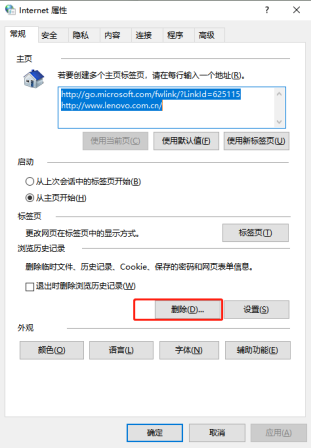 Internet 属性
? ×
常规 安全 隐私 内容 连接 程序 高级
主页
若要创建多个主页标签页，请在每行输入一个地址(R)。
http://go.microsoft.com/fwlink/?LinkId=625115
http://www.lenovo.com.cn/
使用当前页(C) 使用默认值(F) 使用新标签页(U)
启动
从上次会话中的标签页开始(B)
从主页开始(H)
标签页
更改网页在标签页中的显示方式。 标签页(T)
浏览历史记录
删除临时文件、历史记录、Cookie、保存的密码和网页表单信息。
退出时删除浏览历史记录(W)
删除(D)... 设置(S)
外观
颜色(O) 语言(L) 字体(N) 辅助功能(E)
确定 取消 应用(A)